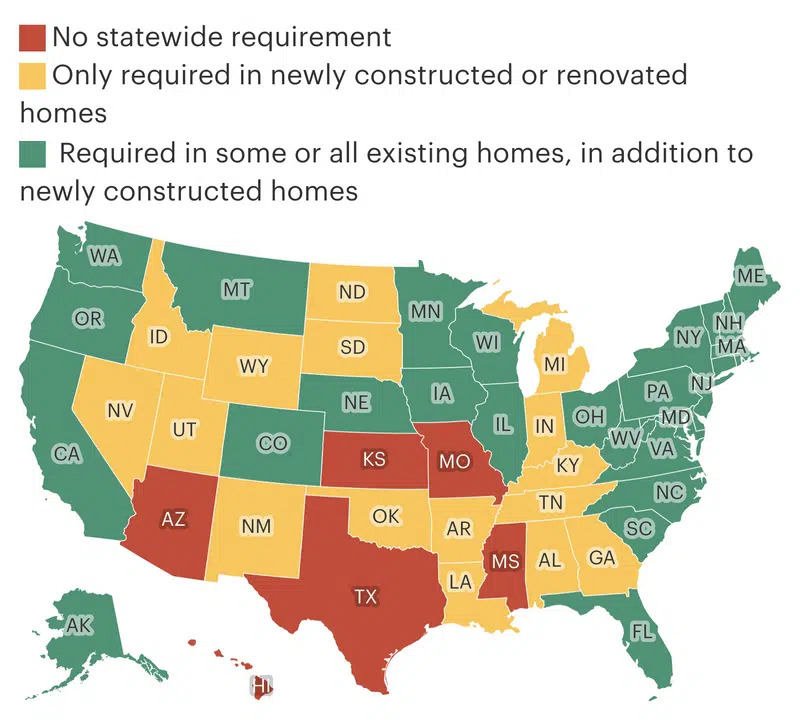 No statewide requirement
Only required in newly constructed or renovated
homes
Required in some or all existing homes, in addition to
newly constructed homes
WA
ME
MT
ND
MN
OR
NH
NY
MA
ID
SD
WI
WY
MI
NJ
PA
IA
NE
NV
MD
OH
IL
IN
UT
WV
CO
VA
CA
KS
MO
KY
NC
TN
AZ
OK
NM
AR
SC
MS
AL
GA
LA
TX
AK
FL
HI